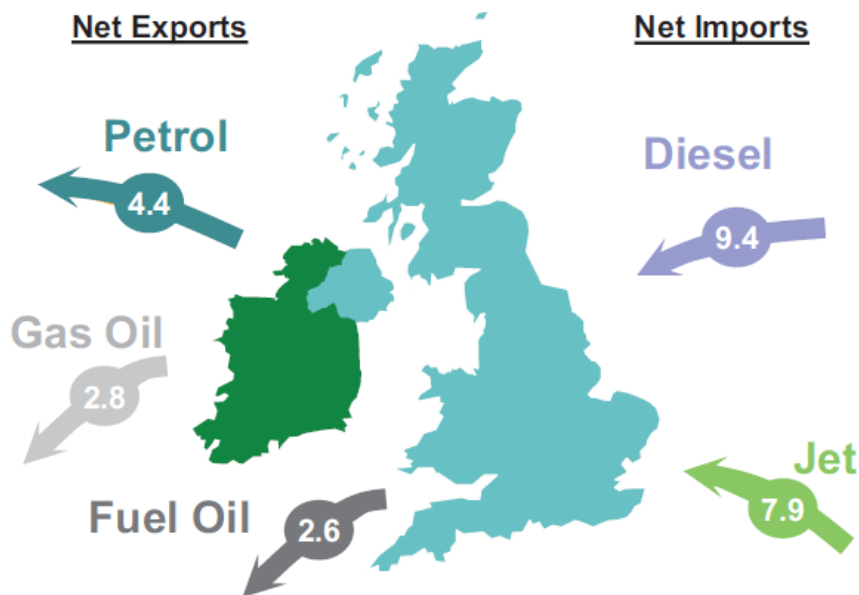 Net Exports
Net Imports
Petrol
4.4
Diesel
9.4
Gas Oil
2.8
Jet
7.9
Fuel Oil
2.6